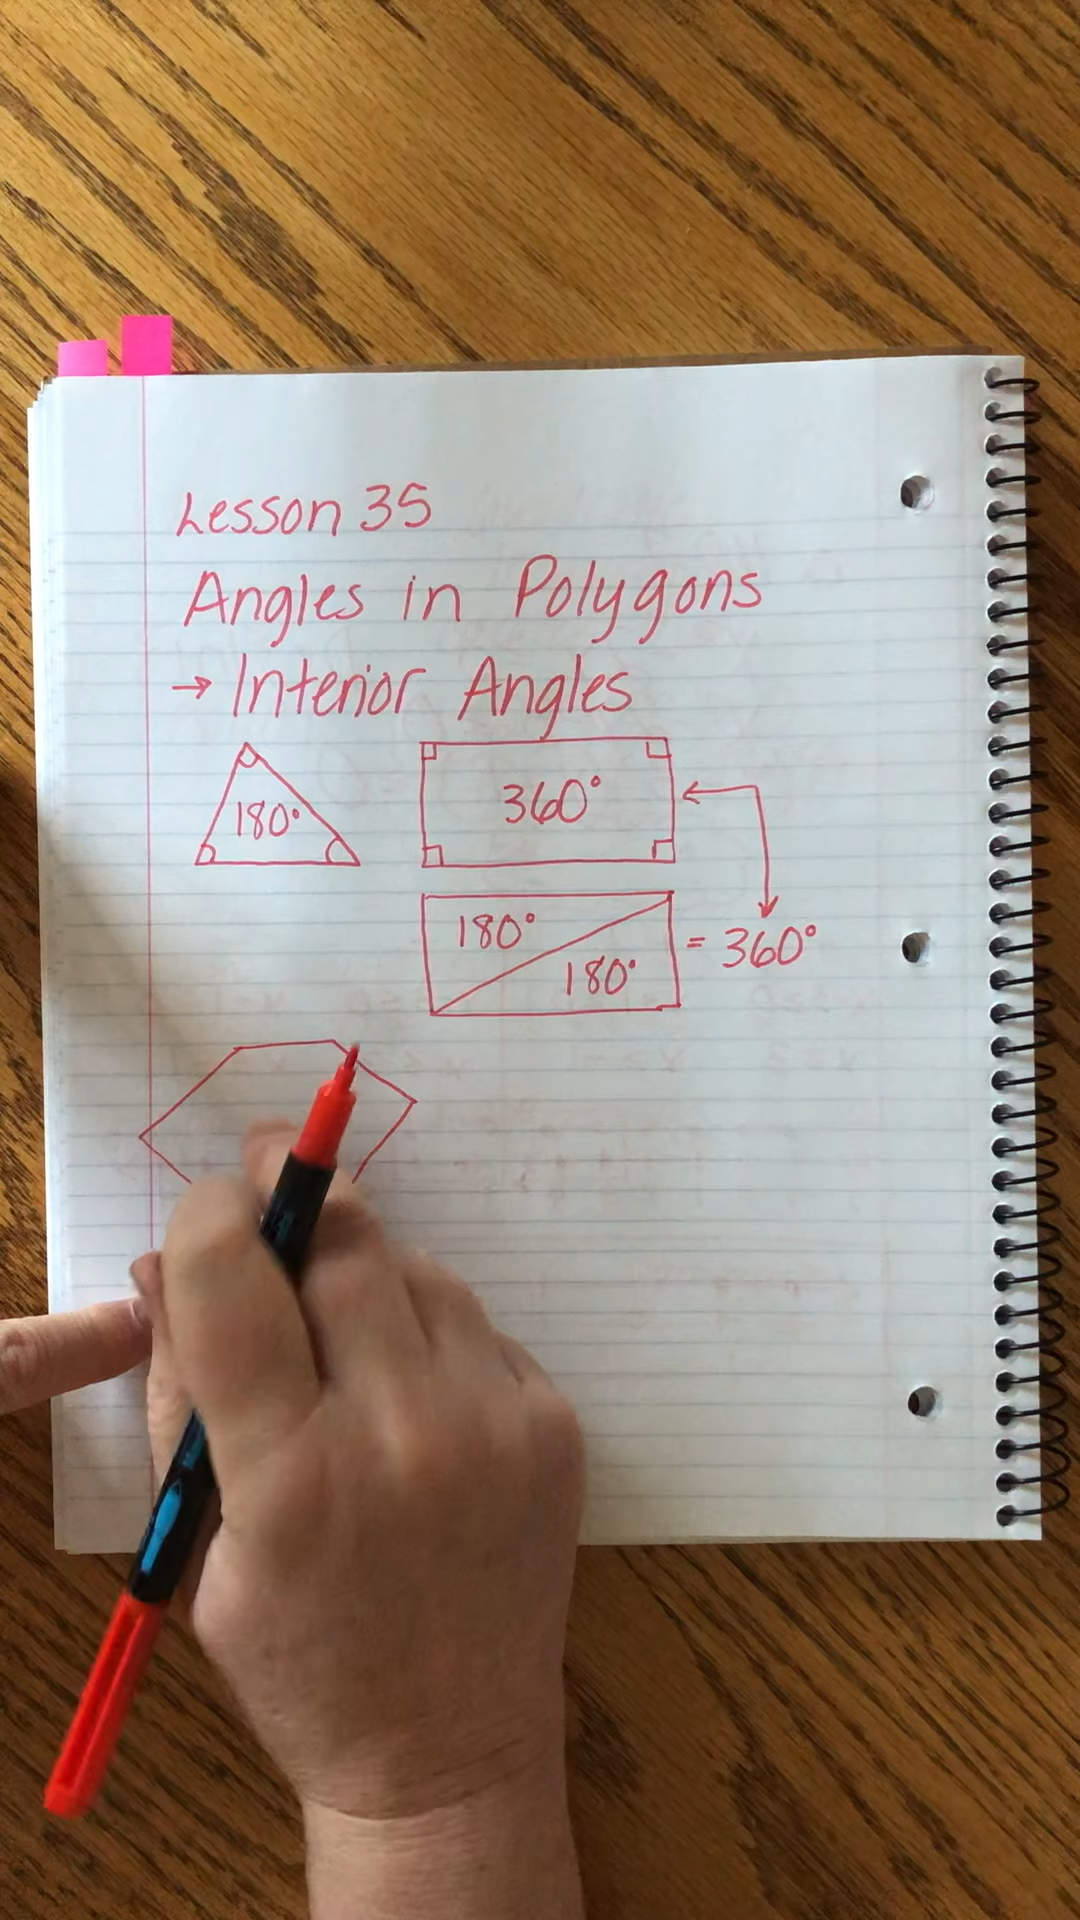 Lesson 35
Angles in Polygons
→ Interior Angles
180°
360°
180°
180°
= 360°